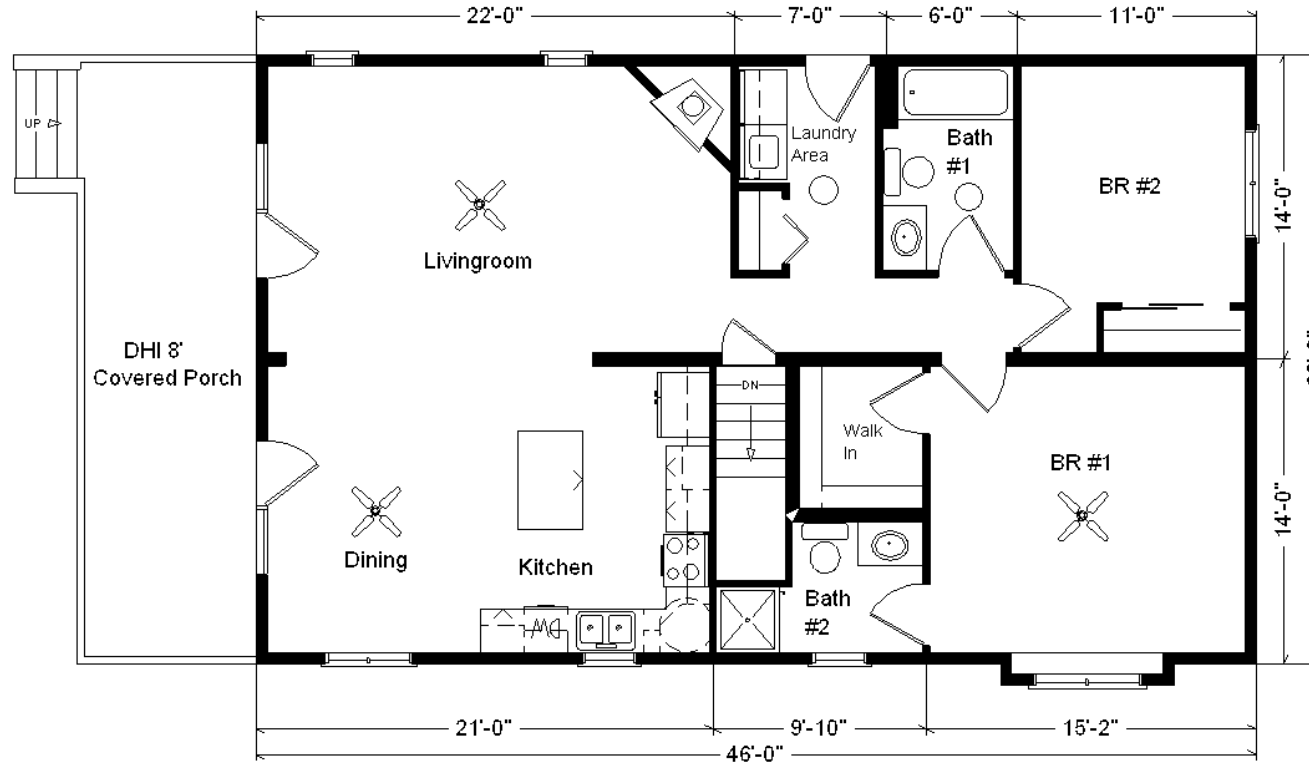 22'-0"
7'-0"
6'-0"
11'-0"
UP
Laundry
Area
Bath
#1
BR #2
14'-0"
Livingroom
DHI 8'
Covered Porch
DN
Walk
In
BR #1
14'-0"
Dining
Kitchen
DW
Bath
#2
21'-0"
9'-10"
15'-2"
46'-0"